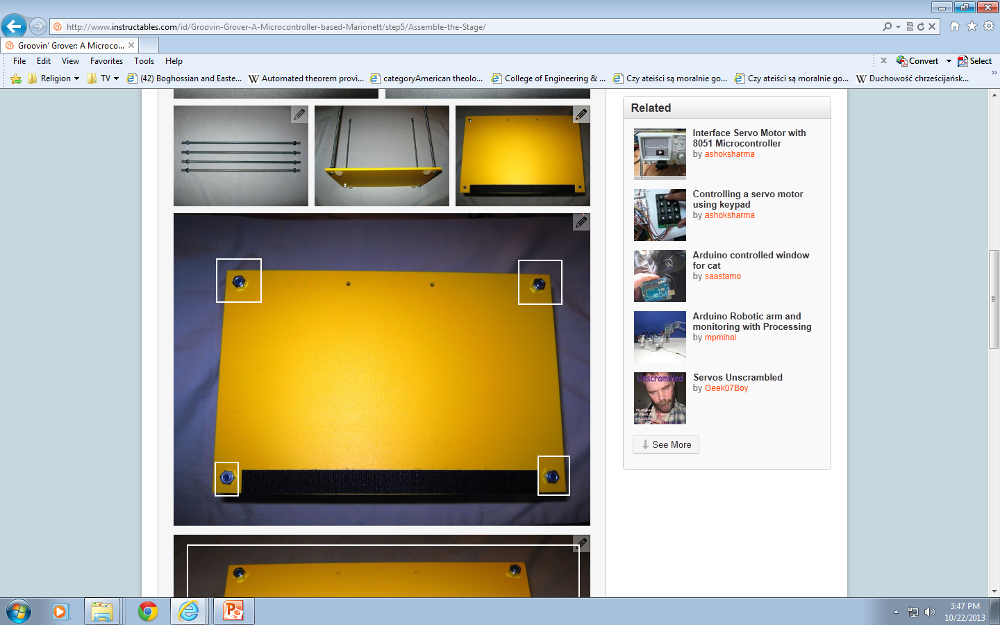 http://www.instructables.com/id/Groovin-Grover-A-Microcontroller-based-Marionett/step5/Assemble-the-Stage/
Groovin' Grover: A Microco...
File Edit View Favorites Tools Help
Convert Select
Religion TV (42) Boghossian and Easte... Automated theorem provi... categoryAmerican theolo... College of Engineering & ... Czy ateiści są moralnie go... Czy ateiści są moralnie go... Duchowość chrześcijańsk...
Related
Interface Servo Motor with
8051 Microcontroller
by ashoksharma
Controlling a servo motor
using keypad
by ashoksharma
Arduino controlled window
for cat
by saastamo
Arduino Robotic arm and
monitoring with Processing
by mpmihai
Unscrambled
Servos Unscrambled
by Geek07Boy
See More
3:47 PM
10/22/2013